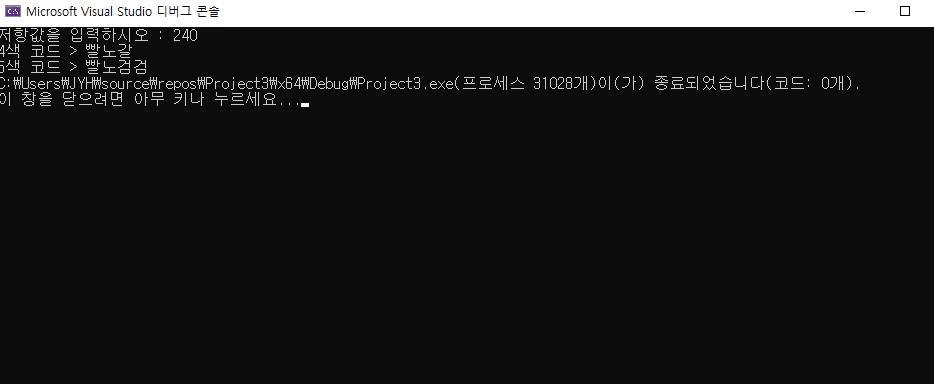 Microsoft Visual Studio 디버그 콘솔
저항값을 입력하시오 : 240
4색 코드 > 빨노갈
5색 코드 > 빨노검검
C:\Users\JYH\source\repos\Project3\x64\Debug\Project3.exe(프로세스 31028개)이(가) 종료되었습니다(코드: 0개).
이 창을 닫으려면 아무 키나 누르세요...